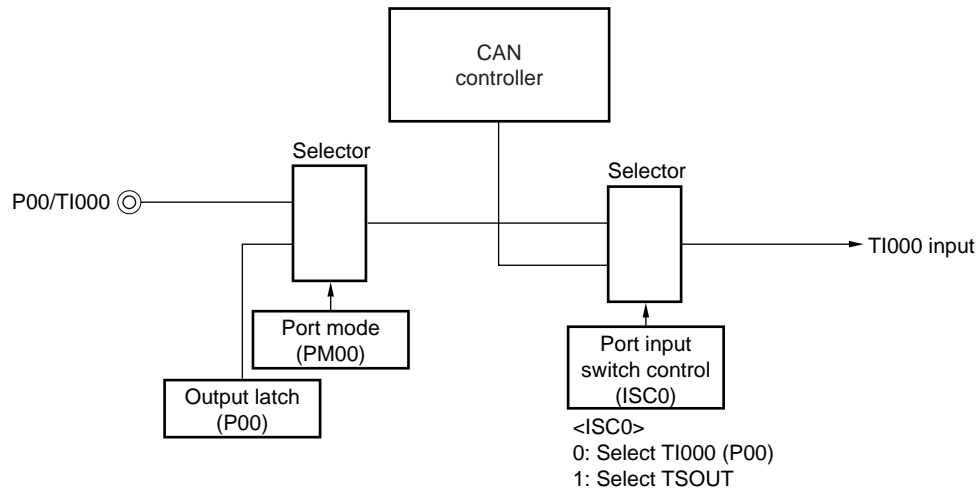 CAN
controller
Selector
Selector
P00/TI000
TI000 input
Port mode
(PM00)
Port input
switch control
(ISC0)
Output latch
(P00)
<ISC0>
0: Select TI000 (P00)
1: Select TSOUT